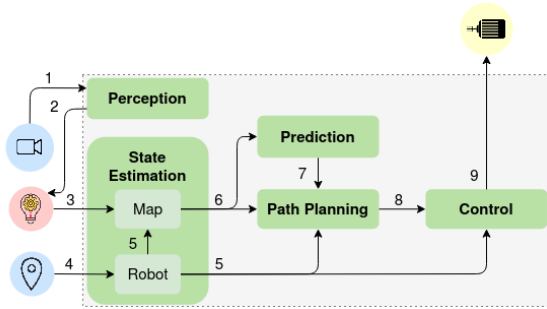 1
Perception
2
Prediction
State
Estimation
7
9
3
Map
6
Path Planning
8
Control
5
4
Robot
5